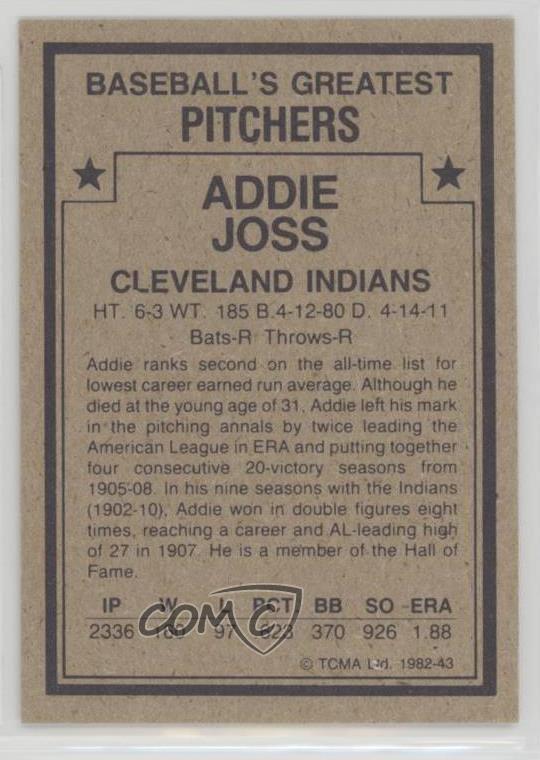 BASEBALL'S GREATEST
PITCHERS
ADDIE
JOSS
CLEVELAND INDIANS
HT. 6-3 WT. 185 B.4-12-80 D. 4-14-11
Bats-R Throws-R
Addie ranks second on the all-time list for
lowest career earned run average. Although he
died at the young age of 31, Addie left his mark
in the pitching annals by twice leading the
American League in ERA and putting together
four consecutive 20-victory seasons from
1905-08. In his nine seasons with the Indians
(1902-10), Addie won in double figures eight
times, reaching a career and AL-leading high
of 27 in 1907. He is a member of the Hall of
Fame.
IP W L PCT BB SO ERA
2336 160 97 623 370 926 1.88
COMC
© TCMA Ltd. 1982-43